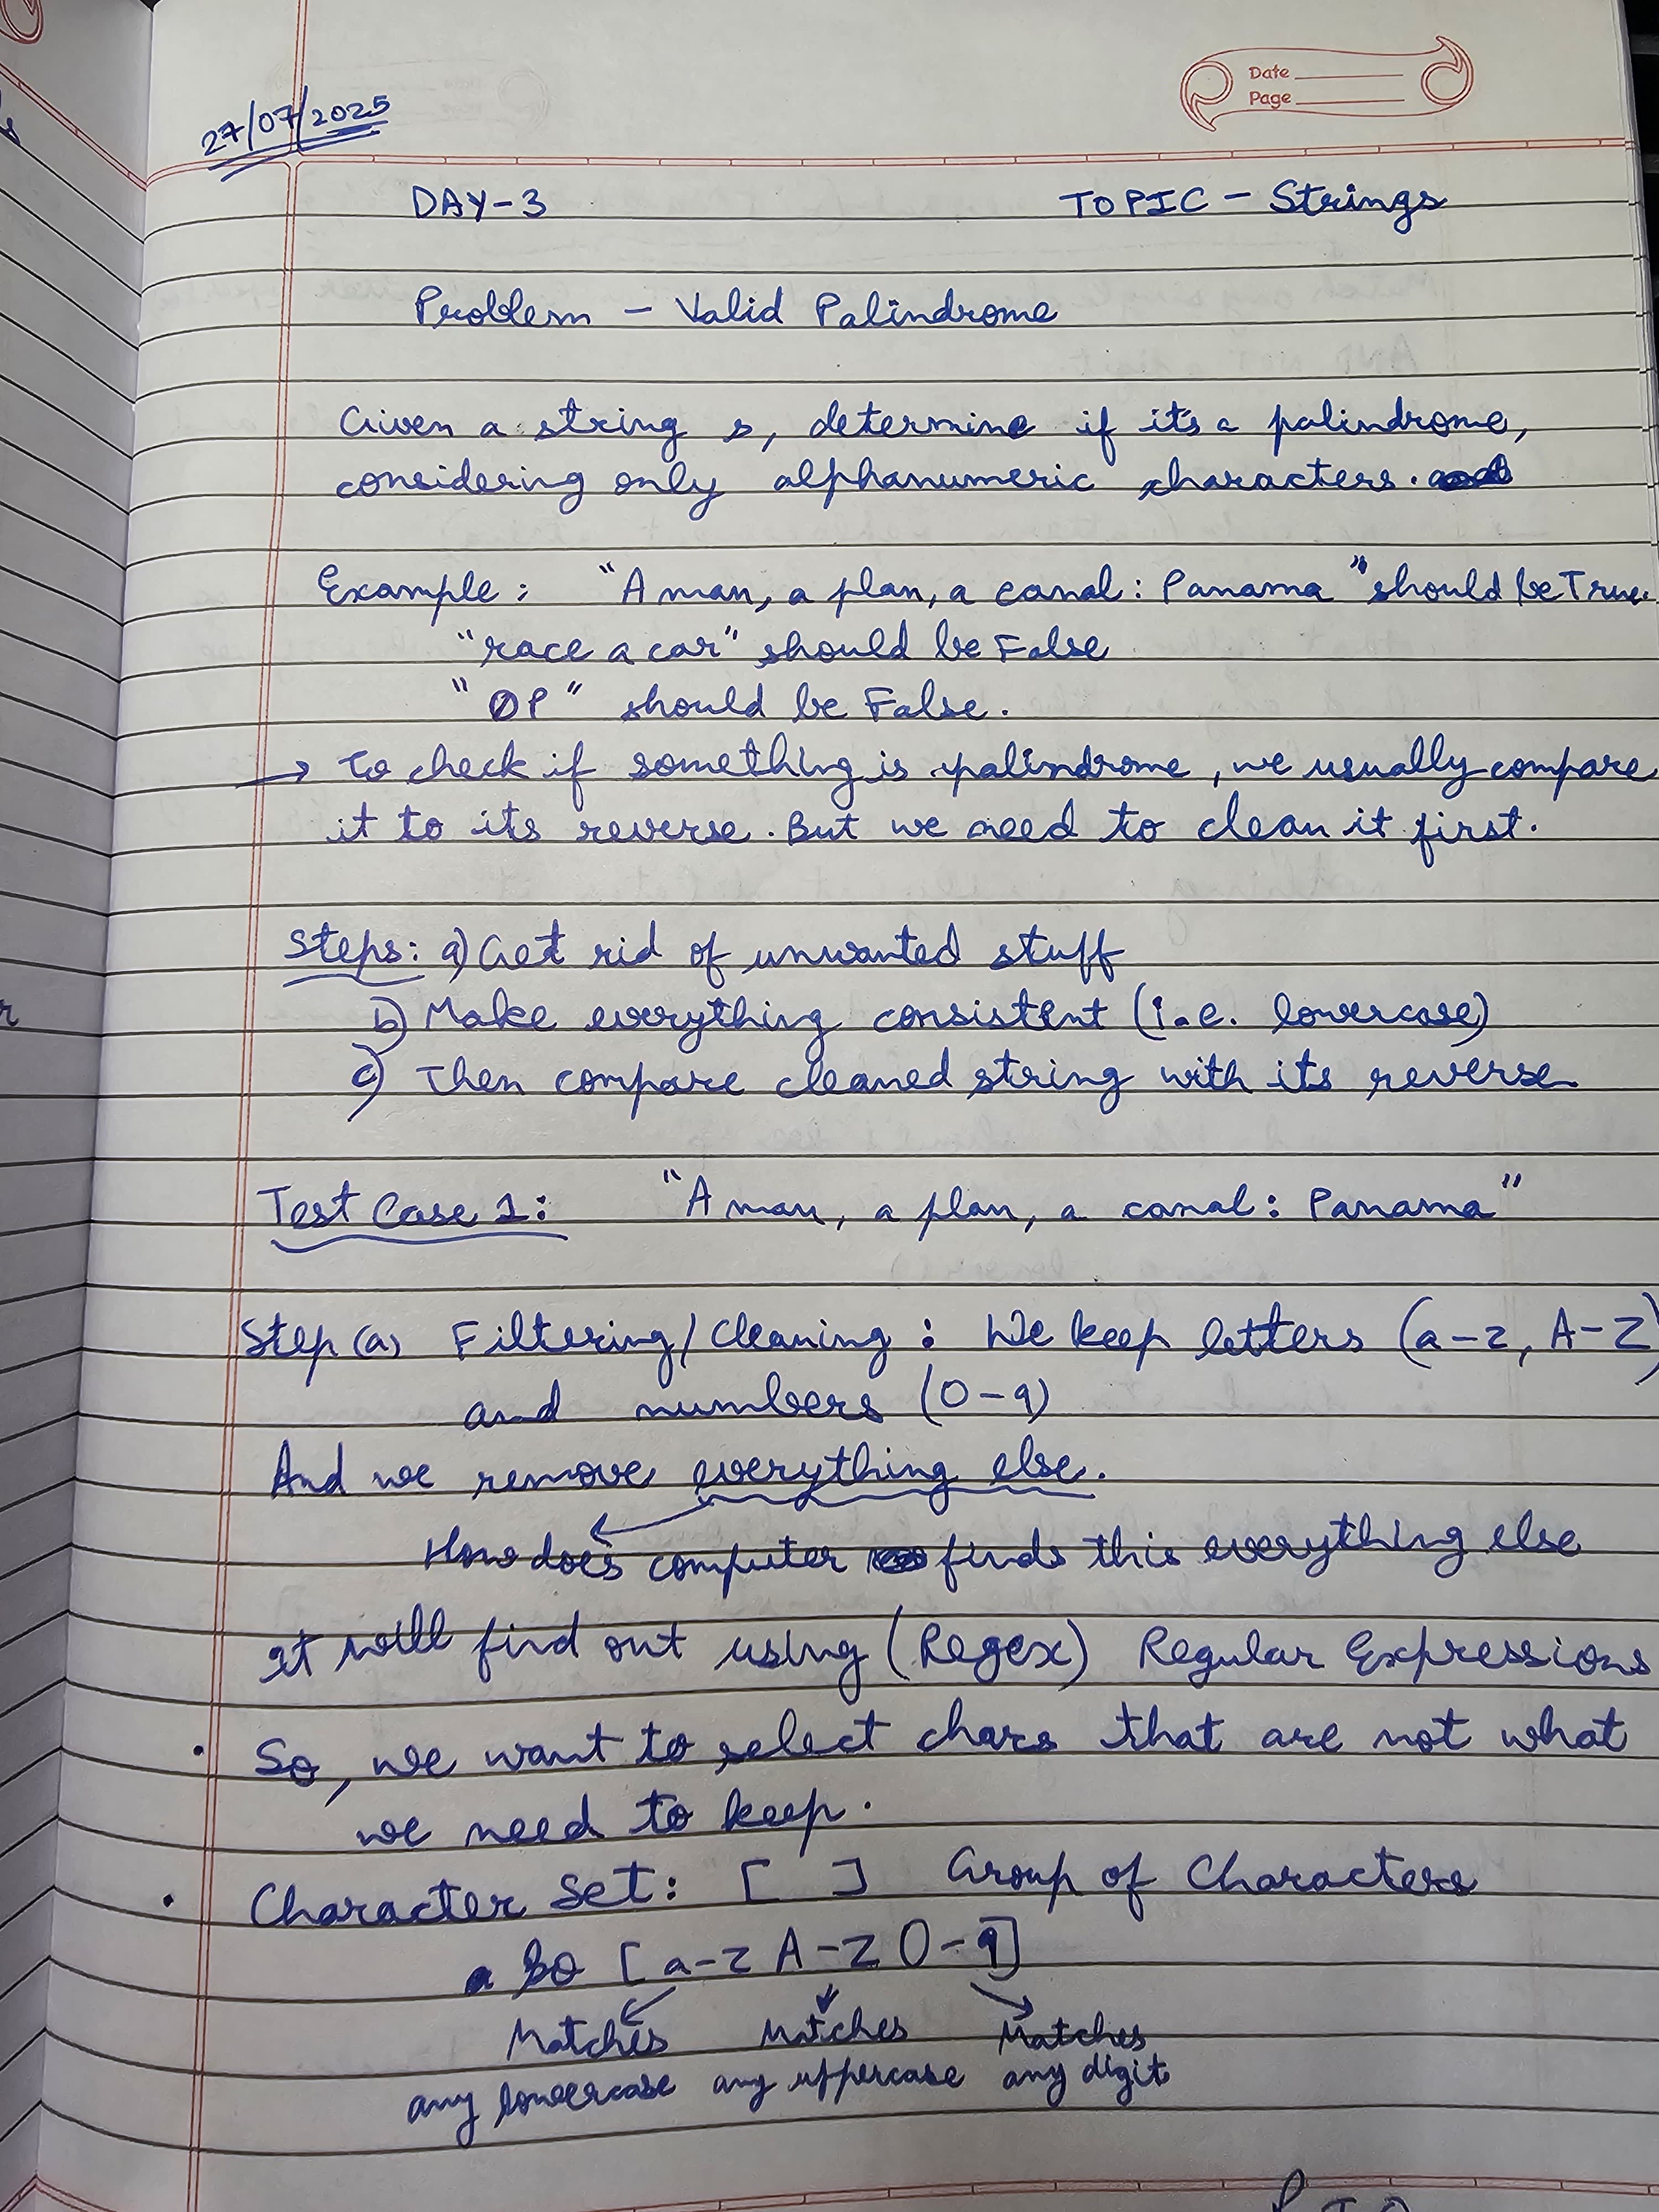 Date
Page
27/07/2025
DAY-3 TOPIC - Strings
Problem - Valid Palindrome
Given a string s, determine if it's a palindrome,
considering only alphanumeric characters.
Example: "A man, a plan, a canal: Panama" should be True.
"race a car" should be False
"0P" should be False.
→ To check if something is palindrome, we usually compare
it to its reverse. But we need to clean it first.
Steps: a) Get rid of unwanted stuff
b) Make everything consistent (i.e. lowercase)
c) Then compare cleaned string with its reverse
Test Case 1: "A man, a plan, a canal: Panama"
Step (a) Filtering/Cleaning: We keep letters (a-z, A-Z)
and numbers (0-9)
And we remove everything else.
How does computer finds this everything else
It will find out using (Regex) Regular Expressions
• So, we want to select chars that are not what
we need to keep.
• Character Set: [ ] Group of Characters
So [a-z A-Z 0-9]
Matches Matches Matches
any lowercase any uppercase any digit